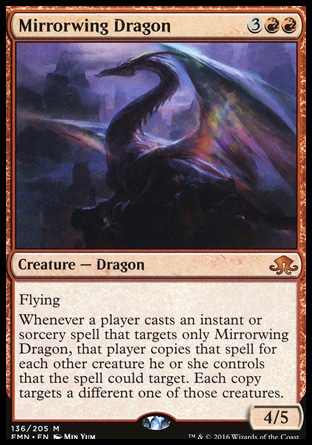 Mirrorwing Dragon 3
Creature — Dragon
Flying
Whenever a player casts an instant or
sorcery spell that targets only Mirrorwing
Dragon, that player copies that spell for
each other creature he or she controls
that the spell could target. Each copy
targets a different one of those creatures.
136/205 M
EMN • EN Min Yum
™ & © 2016 Wizards of the Coast
4/5